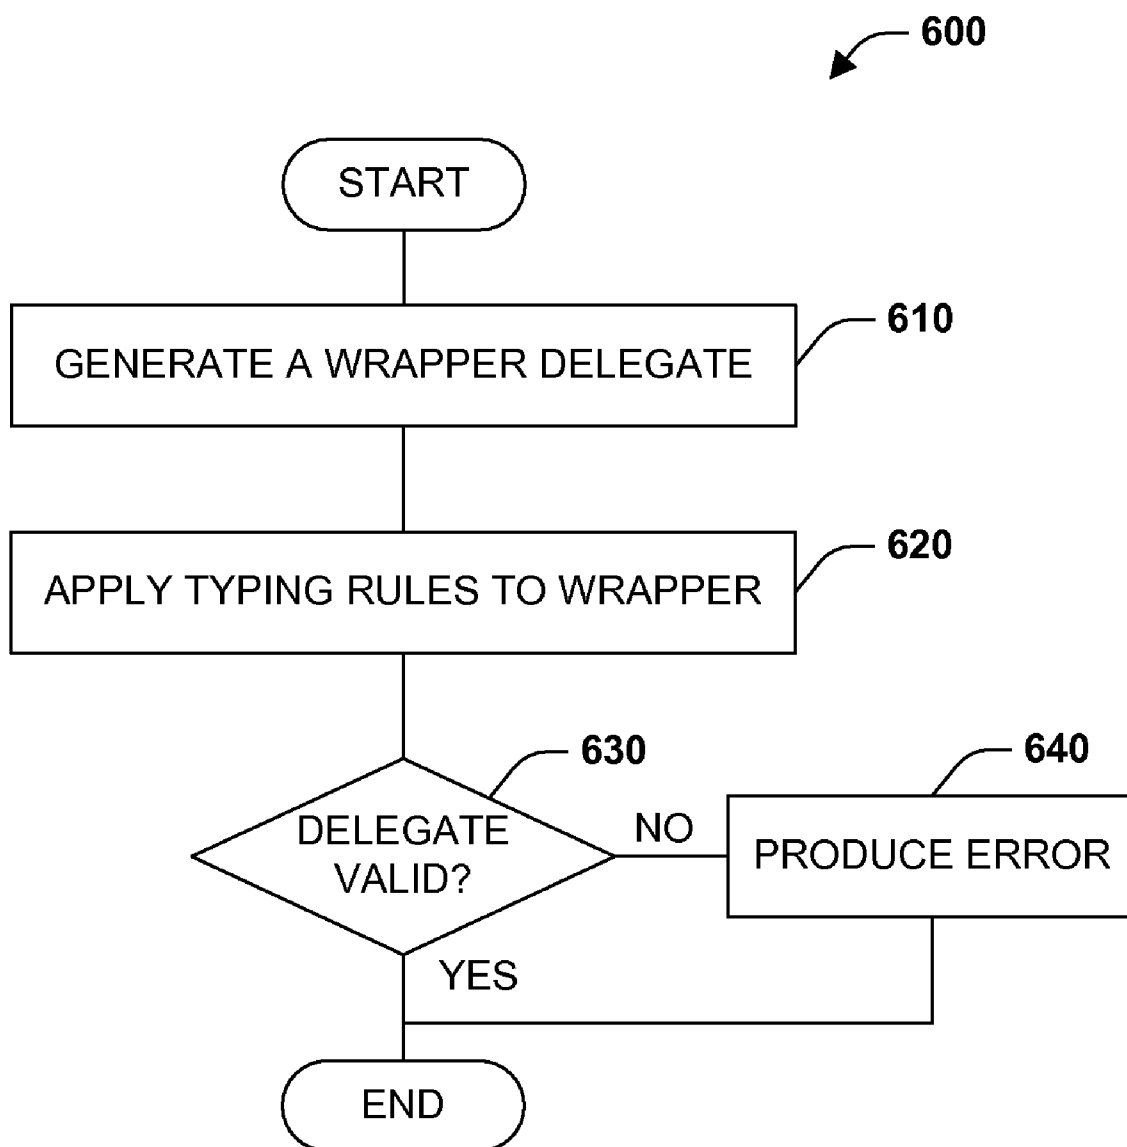 600
START
GENERATE A WRAPPER DELEGATE
610
APPLY TYPING RULES TO WRAPPER
620
630
640
DELEGATE
VALID?
NO
PRODUCE ERROR
YES
END